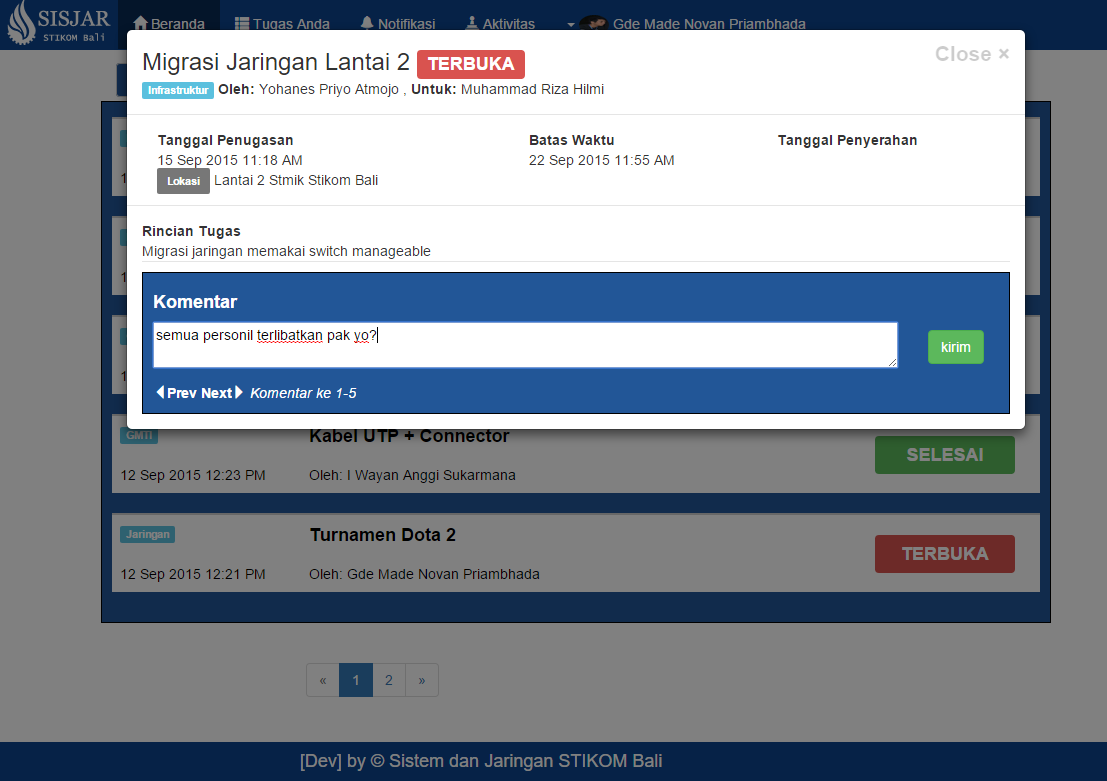 SISJAR
STIKOM Bali
Beranda Tugas Anda Notifikasi Aktivitas Gde Made Novan Priambhada
Migrasi Jaringan Lantai 2 TERBUKA
Close ×
Infrastruktur Oleh: Yohanes Priyo Atmojo , Untuk: Muhammad Riza Hilmi
Tanggal Penugasan Batas Waktu Tanggal Penyerahan
15 Sep 2015 11:18 AM 22 Sep 2015 11:55 AM
Lokasi Lantai 2 Stmik Stikom Bali
Rincian Tugas
Migrasi jaringan memakai switch manageable
Komentar
semua personil terlibatkan pak yo?
kirim
Prev Next Komentar ke 1-5
GMTI Kabel UTP + Connector
SELESAI
12 Sep 2015 12:23 PM Oleh: I Wayan Anggi Sukarmana
Jaringan Turnamen Dota 2
TERBUKA
12 Sep 2015 12:21 PM Oleh: Gde Made Novan Priambhada
« 1 2 »
[Dev] by © Sistem dan Jaringan STIKOM Bali